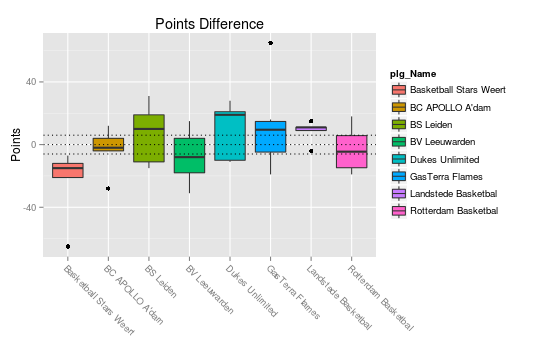 Points Difference
Points
40
0
-40
Basketball Stars Weert
BC APOLLO A'dam
BS Leiden
BV Leeuwarden
Dukes Unlimited
GasTerra Flames
Landstede Basketbal
Rotterdam Basketbal
plg_Name
Basketball Stars Weert
BC APOLLO A'dam
BS Leiden
BV Leeuwarden
Dukes Unlimited
GasTerra Flames
Landstede Basketbal
Rotterdam Basketbal